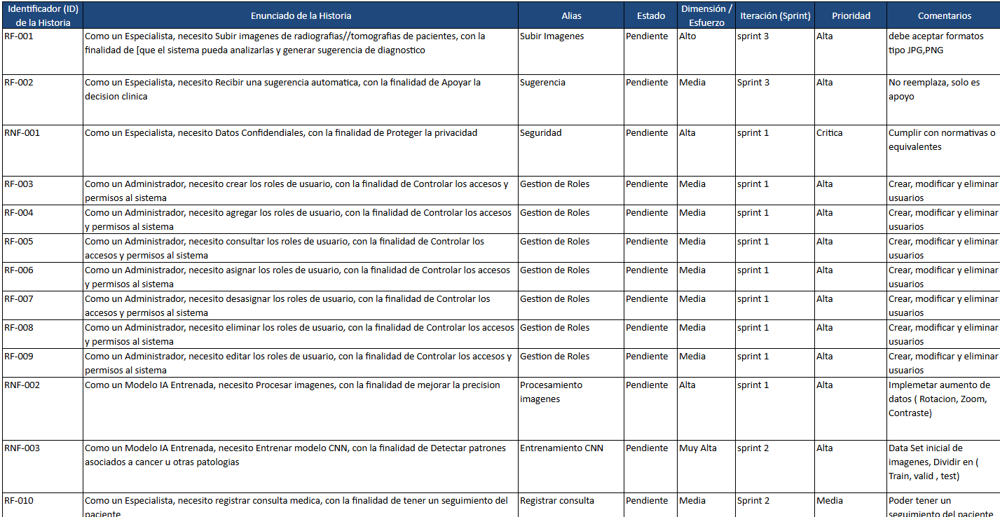 Identificador (ID) de la Historia | Enunciado de la Historia | Alias | Estado | Dimensión / Esfuerzo | Iteración (Sprint) | Prioridad | Comentarios
RF-001 | Como un Especialista, necesito Subir imagenes de radiografias//tomografias de pacientes, con la finalidad de [que el sistema pueda analizarlas y generar sugerencia de diagnostico | Subir Imagenes | Pendiente | Alto | sprint 3 | Alta | debe aceptar formatos tipo JPG,PNG
RF-002 | Como un Especialista, necesito Recibir una sugerencia automatica, con la finalidad de Apoyar la decision clinica | Sugerencia | Pendiente | Media | Sprint 3 | Alta | No reemplaza, solo es apoyo
RNF-001 | Como un Especialista, necesito Datos Confidendiales, con la finalidad de Proteger la privacidad | Seguridad | Pendiente | Alta | sprint 1 | Critica | Cumplir con normativas o equivalentes
RF-003 | Como un Administrador, necesito crear los roles de usuario, con la finalidad de Controlar los accesos y permisos al sistema | Gestion de Roles | Pendiente | Media | sprint 1 | Alta | Crear, modificar y eliminar usuarios
RF-004 | Como un Administrador, necesito agregar los roles de usuario, con la finalidad de Controlar los accesos y permisos al sistema | Gestion de Roles | Pendiente | Media | sprint 1 | Alta | Crear, modificar y eliminar usuarios
RF-005 | Como un Administrador, necesito consultar los roles de usuario, con la finalidad de Controlar los accesos y permisos al sistema | Gestion de Roles | Pendiente | Media | sprint 1 | Alta | Crear, modificar y eliminar usuarios
RF-006 | Como un Administrador, necesito asignar los roles de usuario, con la finalidad de Controlar los accesos y permisos al sistema | Gestion de Roles | Pendiente | Media | sprint 1 | Alta | Crear, modificar y eliminar usuarios
RF-007 | Como un Administrador, necesito desasignar los roles de usuario, con la finalidad de Controlar los accesos y permisos al sistema | Gestion de Roles | Pendiente | Media | sprint 1 | Alta | Crear, modificar y eliminar usuarios
RF-008 | Como un Administrador, necesito eliminar los roles de usuario, con la finalidad de Controlar los accesos y permisos al sistema | Gestion de Roles | Pendiente | Media | sprint 1 | Alta | Crear, modificar y eliminar usuarios
RF-009 | Como un Administrador, necesito editar los roles de usuario, con la finalidad de Controlar los accesos y permisos al sistema | Gestion de Roles | Pendiente | Media | sprint 1 | Alta | Crear, modificar y eliminar usuarios
RNF-002 | Como un Modelo IA Entrenada, necesito Procesar imagenes, con la finalidad de mejorar la precision | Procesamiento imagenes | Pendiente | Alta | sprint 1 | Alta | Implemetar aumento de datos ( Rotacion, Zoom, Contraste)
RNF-003 | Como un Modelo IA Entrenada, necesito Entrenar modelo CNN, con la finalidad de Detectar patrones asociados a cancer u otras patologias | Entrenamiento CNN | Pendiente | Muy Alta | sprint 2 | Alta | Data Set inicial de imagenes, Dividir en ( Train, valid , test)
RF-010 | Como un Especialista, necesito registrar consulta medica, con la finalidad de tener un seguimiento del paciente | Registrar consulta | Pendiente | Media | Sprint 2 | Media | Poder tener un seguimiento del paciente